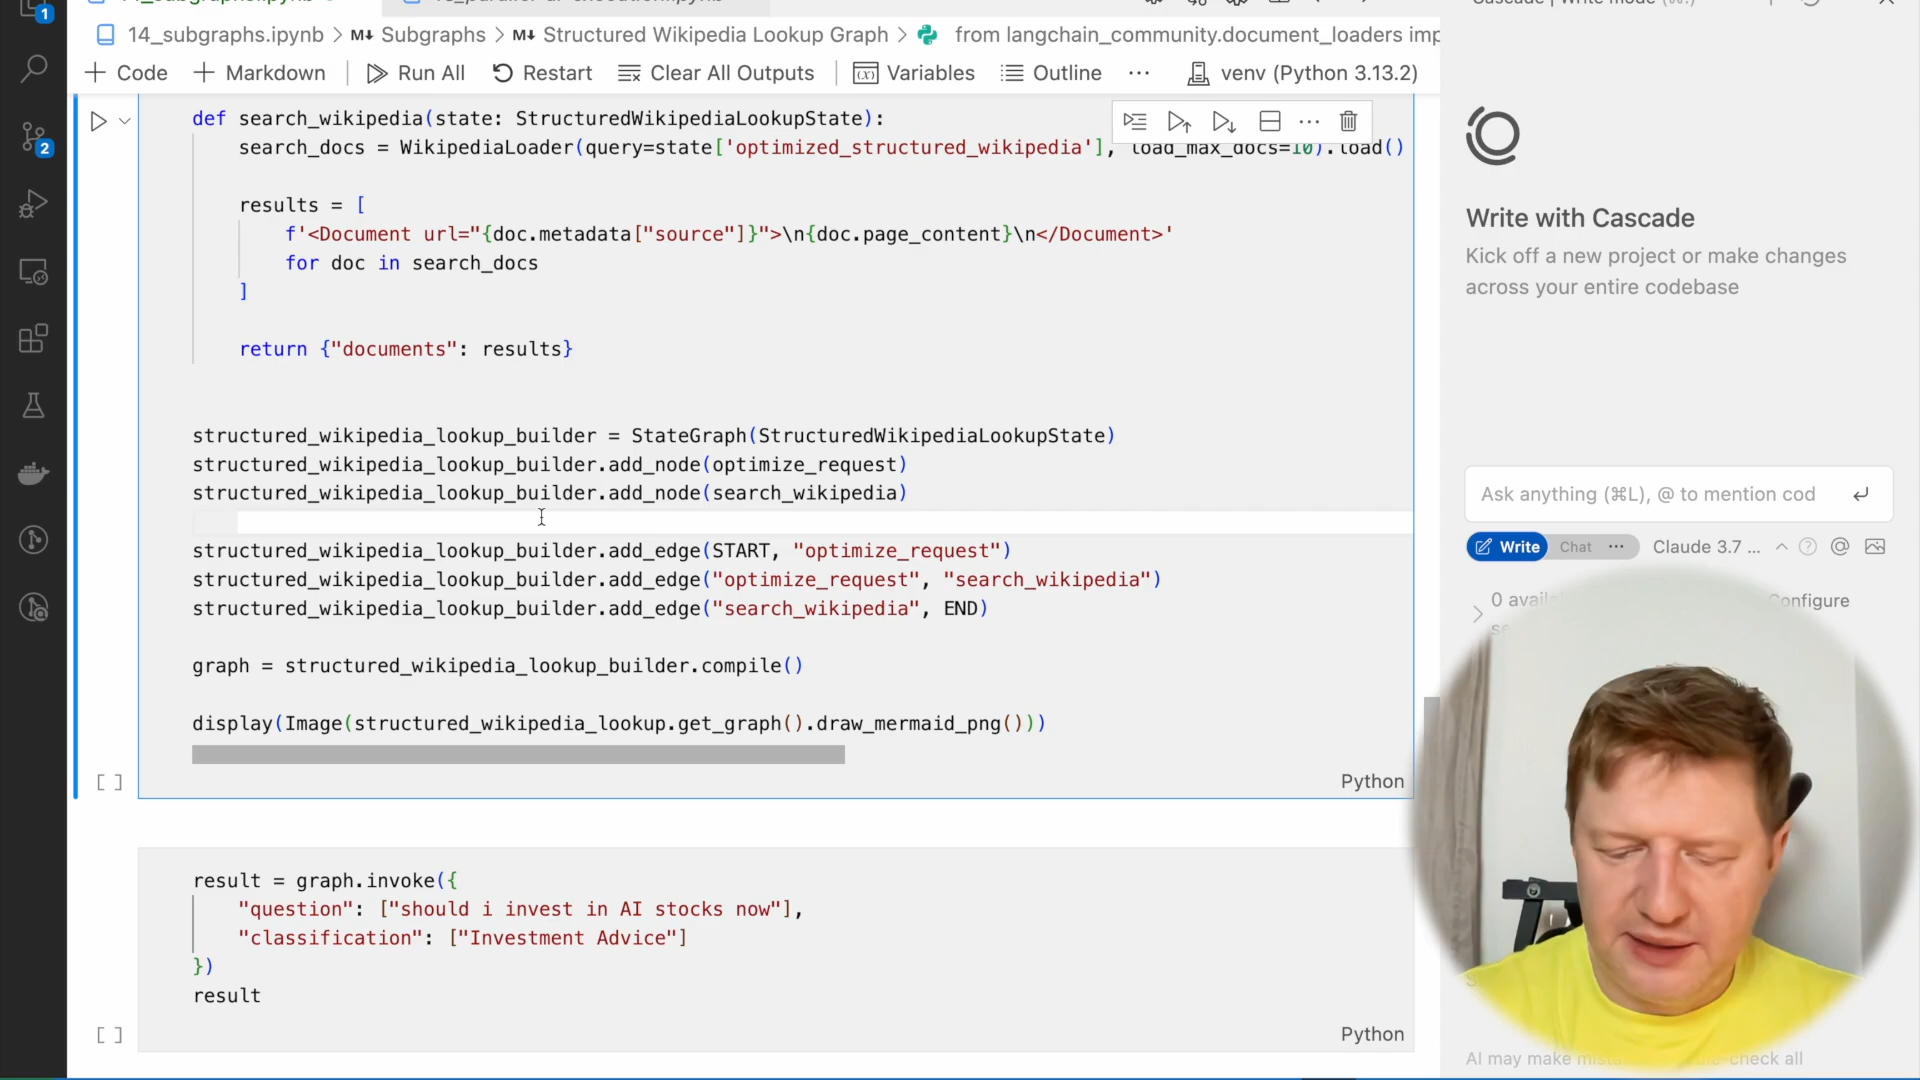 1
14_subgraphs.ipynb > M↓ Subgraphs > M↓ Structured Wikipedia Lookup Graph > from langchain_community.document_loaders imp
+ Code + Markdown Run All Restart Clear All Outputs Variables Outline ··· venv (Python 3.13.2)
2
def search_wikipedia(state: StructuredWikipediaLookupState):
search_docs = WikipediaLoader(query=state['optimized_structured_wikipedia'], load_max_docs=10).load()
results = [
f'<Document url="{doc.metadata["source"]}">\n{doc.page_content}\n</Document>'
for doc in search_docs
]
return {"documents": results}
structured_wikipedia_lookup_builder = StateGraph(StructuredWikipediaLookupState)
structured_wikipedia_lookup_builder.add_node(optimize_request)
structured_wikipedia_lookup_builder.add_node(search_wikipedia)
structured_wikipedia_lookup_builder.add_edge(START, "optimize_request")
structured_wikipedia_lookup_builder.add_edge("optimize_request", "search_wikipedia")
structured_wikipedia_lookup_builder.add_edge("search_wikipedia", END)
graph = structured_wikipedia_lookup_builder.compile()
display(Image(structured_wikipedia_lookup.get_graph().draw_mermaid_png()))
[ ]
Python
result = graph.invoke({
"question": ["should i invest in AI stocks now"],
"classification": ["Investment Advice"]
})
result
[ ]
Python
Write with Cascade
Kick off a new project or make changes
across your entire codebase
Ask anything (⌘L), @ to mention cod
Write Chat ··· Claude 3.7 ...
0 Configure
AI may make check all